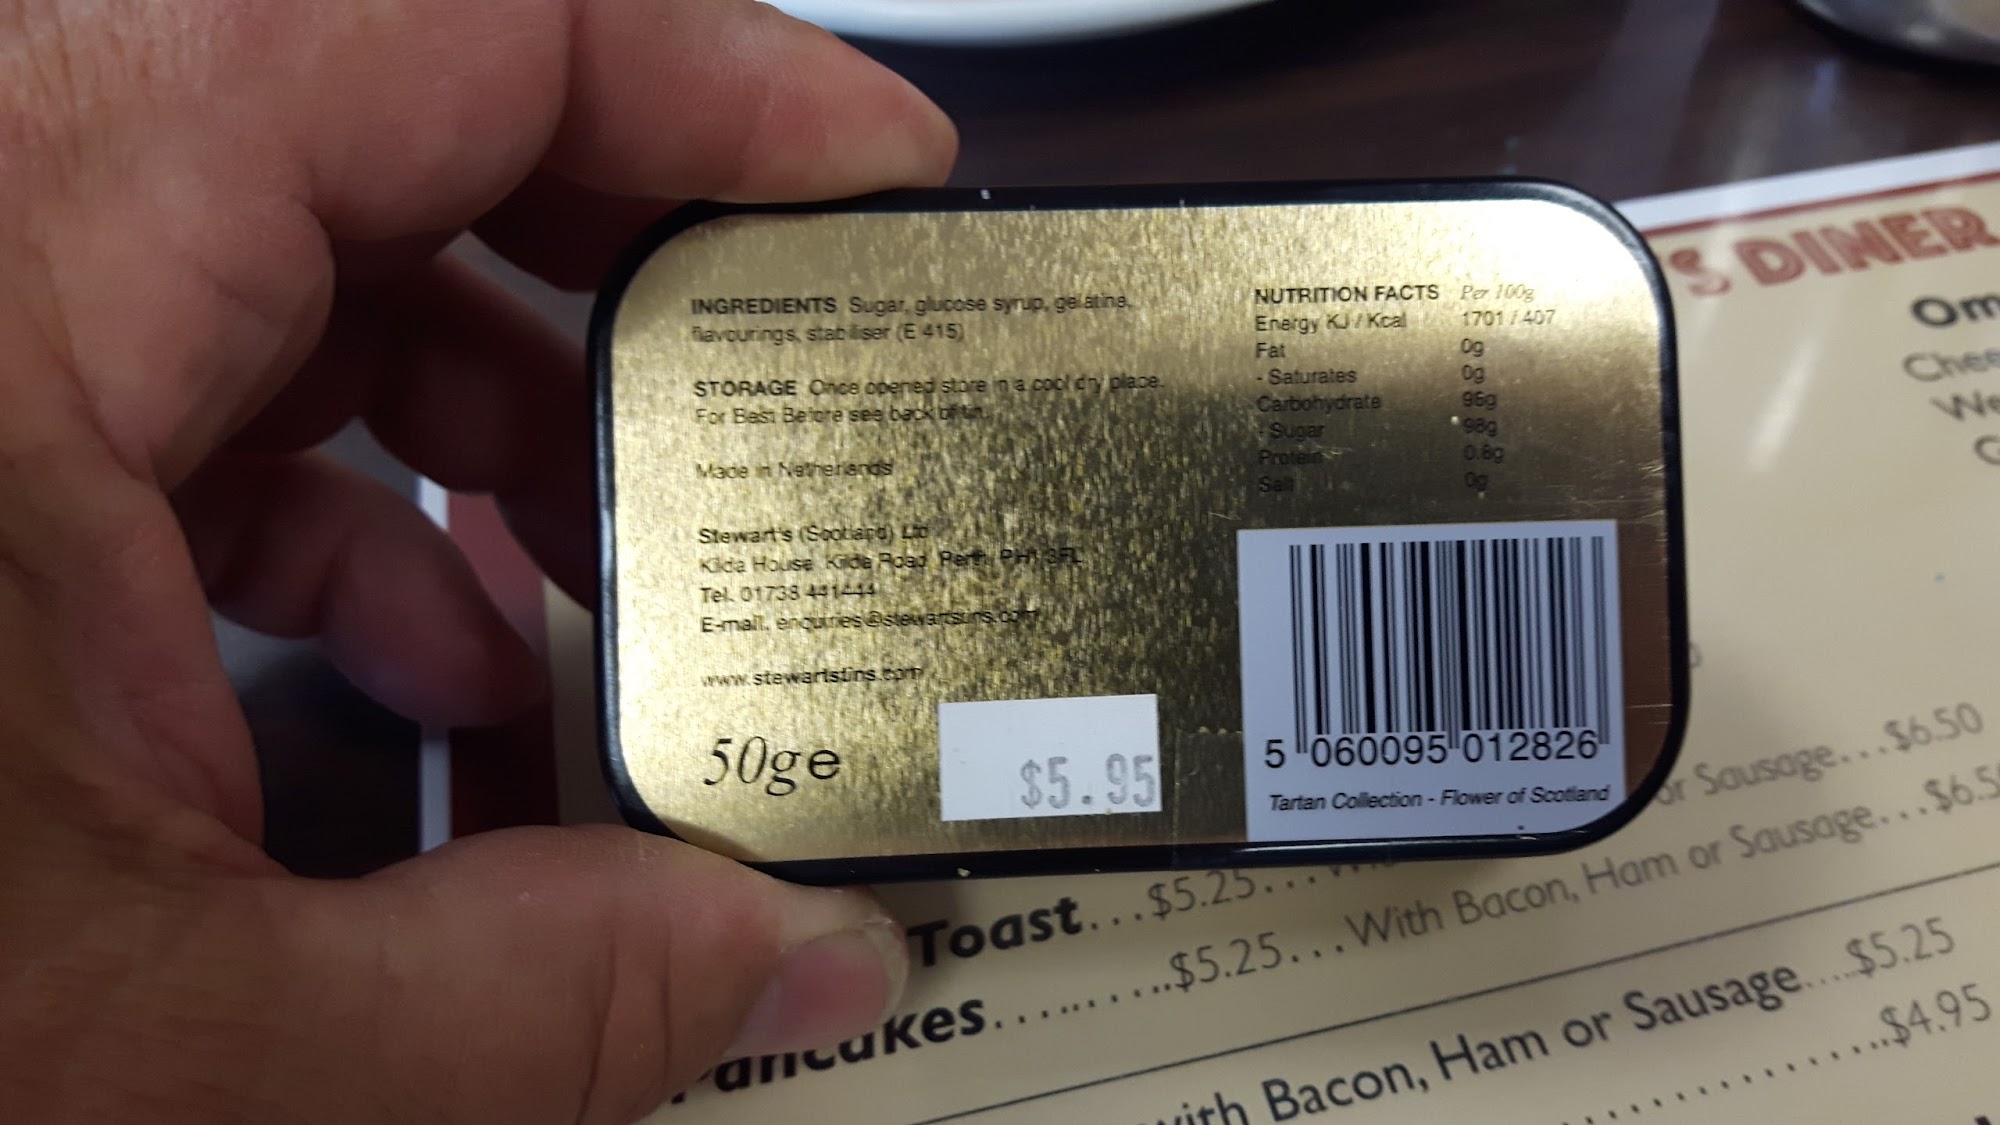 INGREDIENTS Sugar, glucose syrup, gelatine,
flavourings, stabiliser (E 415)
STORAGE Once opened store in a cool dry place.
For Best Before see back of tin.
Made in Netherlands
Stewart's (Scotland) Ltd
Kilda House Kilda Road Perth PH1 3FL
Tel. 01738 441444
E-mail. enquiries@stewartstins.com
www.stewartstins.com
50ge
$5.95
NUTRITION FACTS Per 100g
Energy KJ / Kcal 1701 / 407
Fat 0g
- Saturates 0g
Carbohydrate 96g
- Sugar 98g
Protein 0.8g
Salt 0g
5 060095 012826
Tartan Collection - Flower of Scotland
S DINER
or Sausage...$6.50
Toast...$5.25...
Pancakes..........$5.25...With Bacon, Ham or Sausage...$6.5
with Bacon, Ham or Sausage....$5.25
$4.95